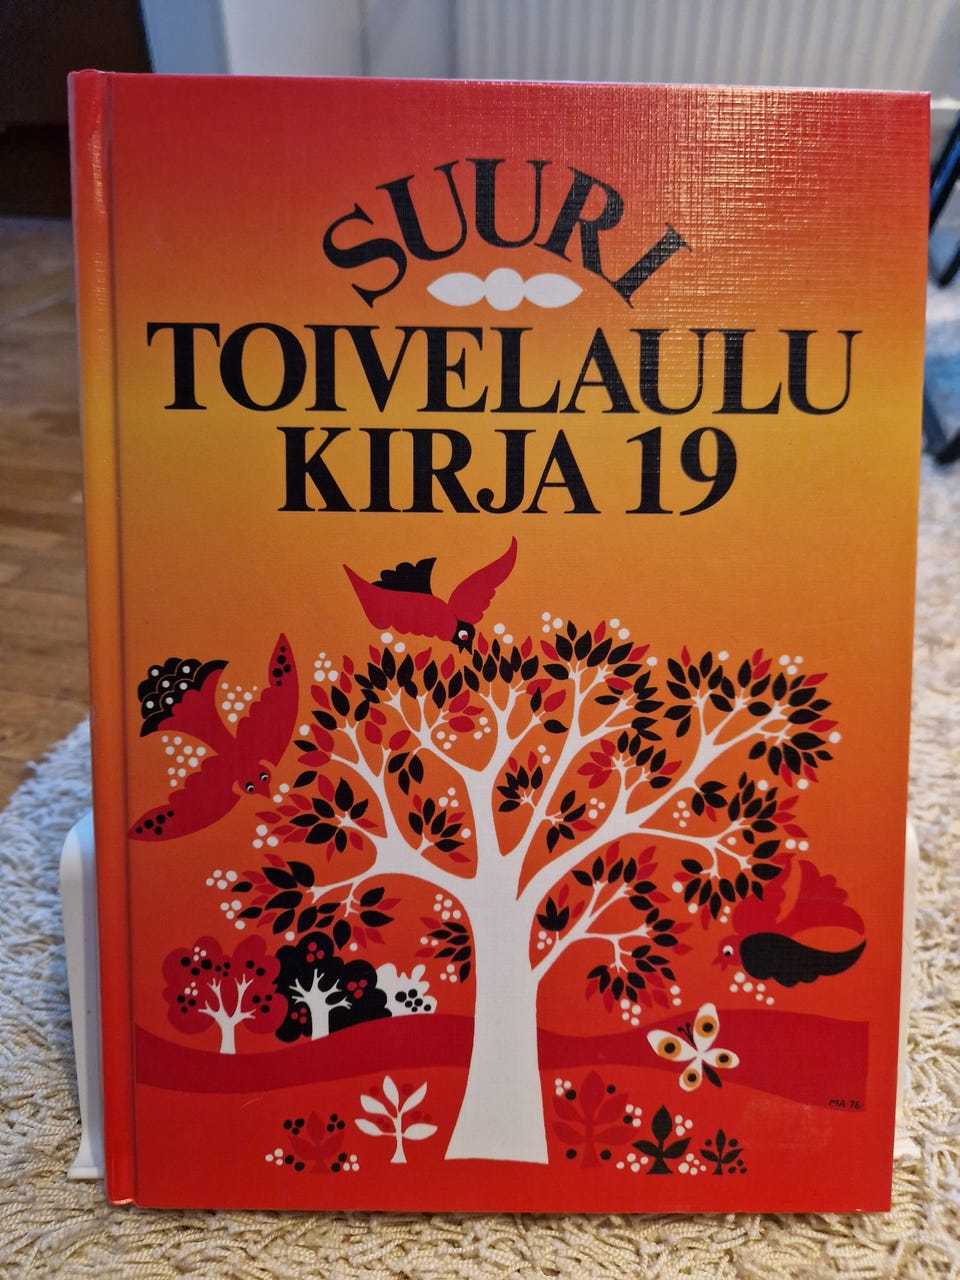 SUURI
TOIVELAULU
KIRJA 19
MA-76